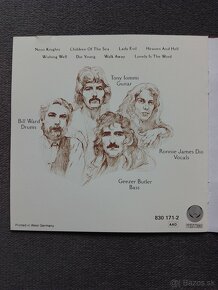 Neon Knights Children Of The Sea Lady Evil Heaven And Hell
Wishing Well Die Young Walk Away Lonely Is The Word
Tony Iommi
Guitar
Bill Ward
Drums
Ronnie James Dio
Vocals
Geezer Butler
Bass
830 171-2
Printed in West Germany
bazos.sk